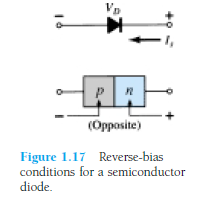 − V_D +
I_s
p n
− +
(Opposite)
Figure 1.17 Reverse-bias
conditions for a semiconductor
diode.